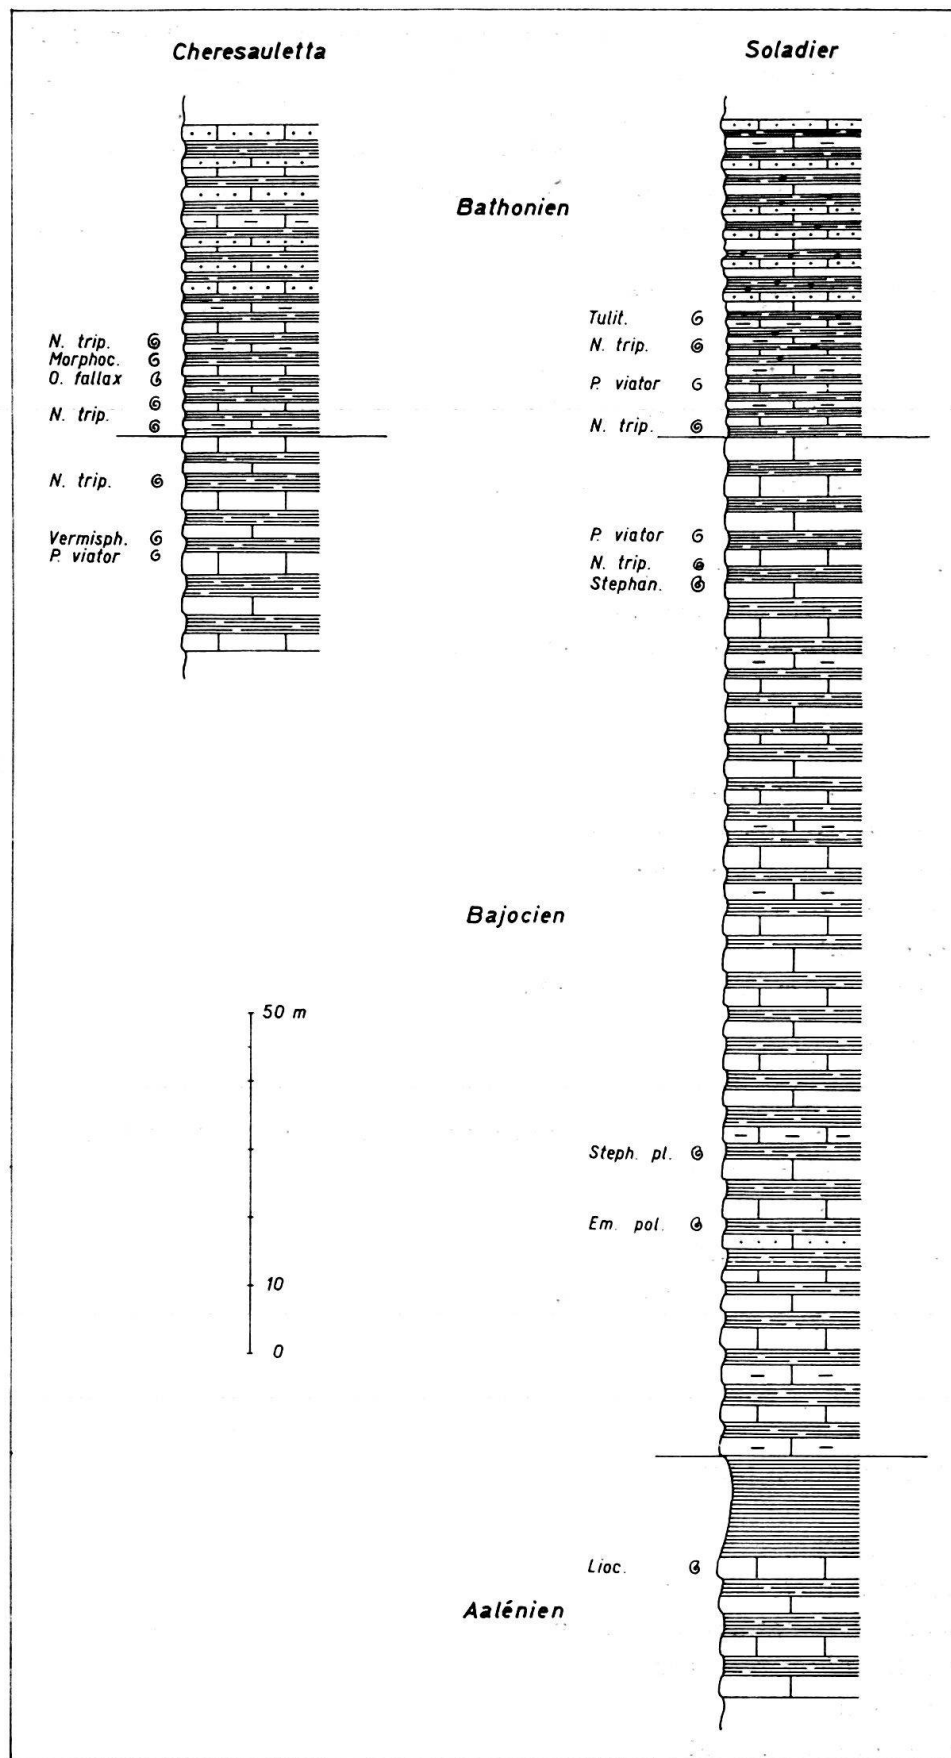 Cheresauletta
Soladier
Bathonien
N. trip.
Morphoc.
O. fallax
N. trip.
N. trip.
Vermisph.
P. viator
Tulit.
N. trip.
P. viator
N. trip.
P. viator
N. trip.
Stephan.
Bajocien
50 m
10
0
Steph. pl.
Em. pol.
Lioc.
Aalénien